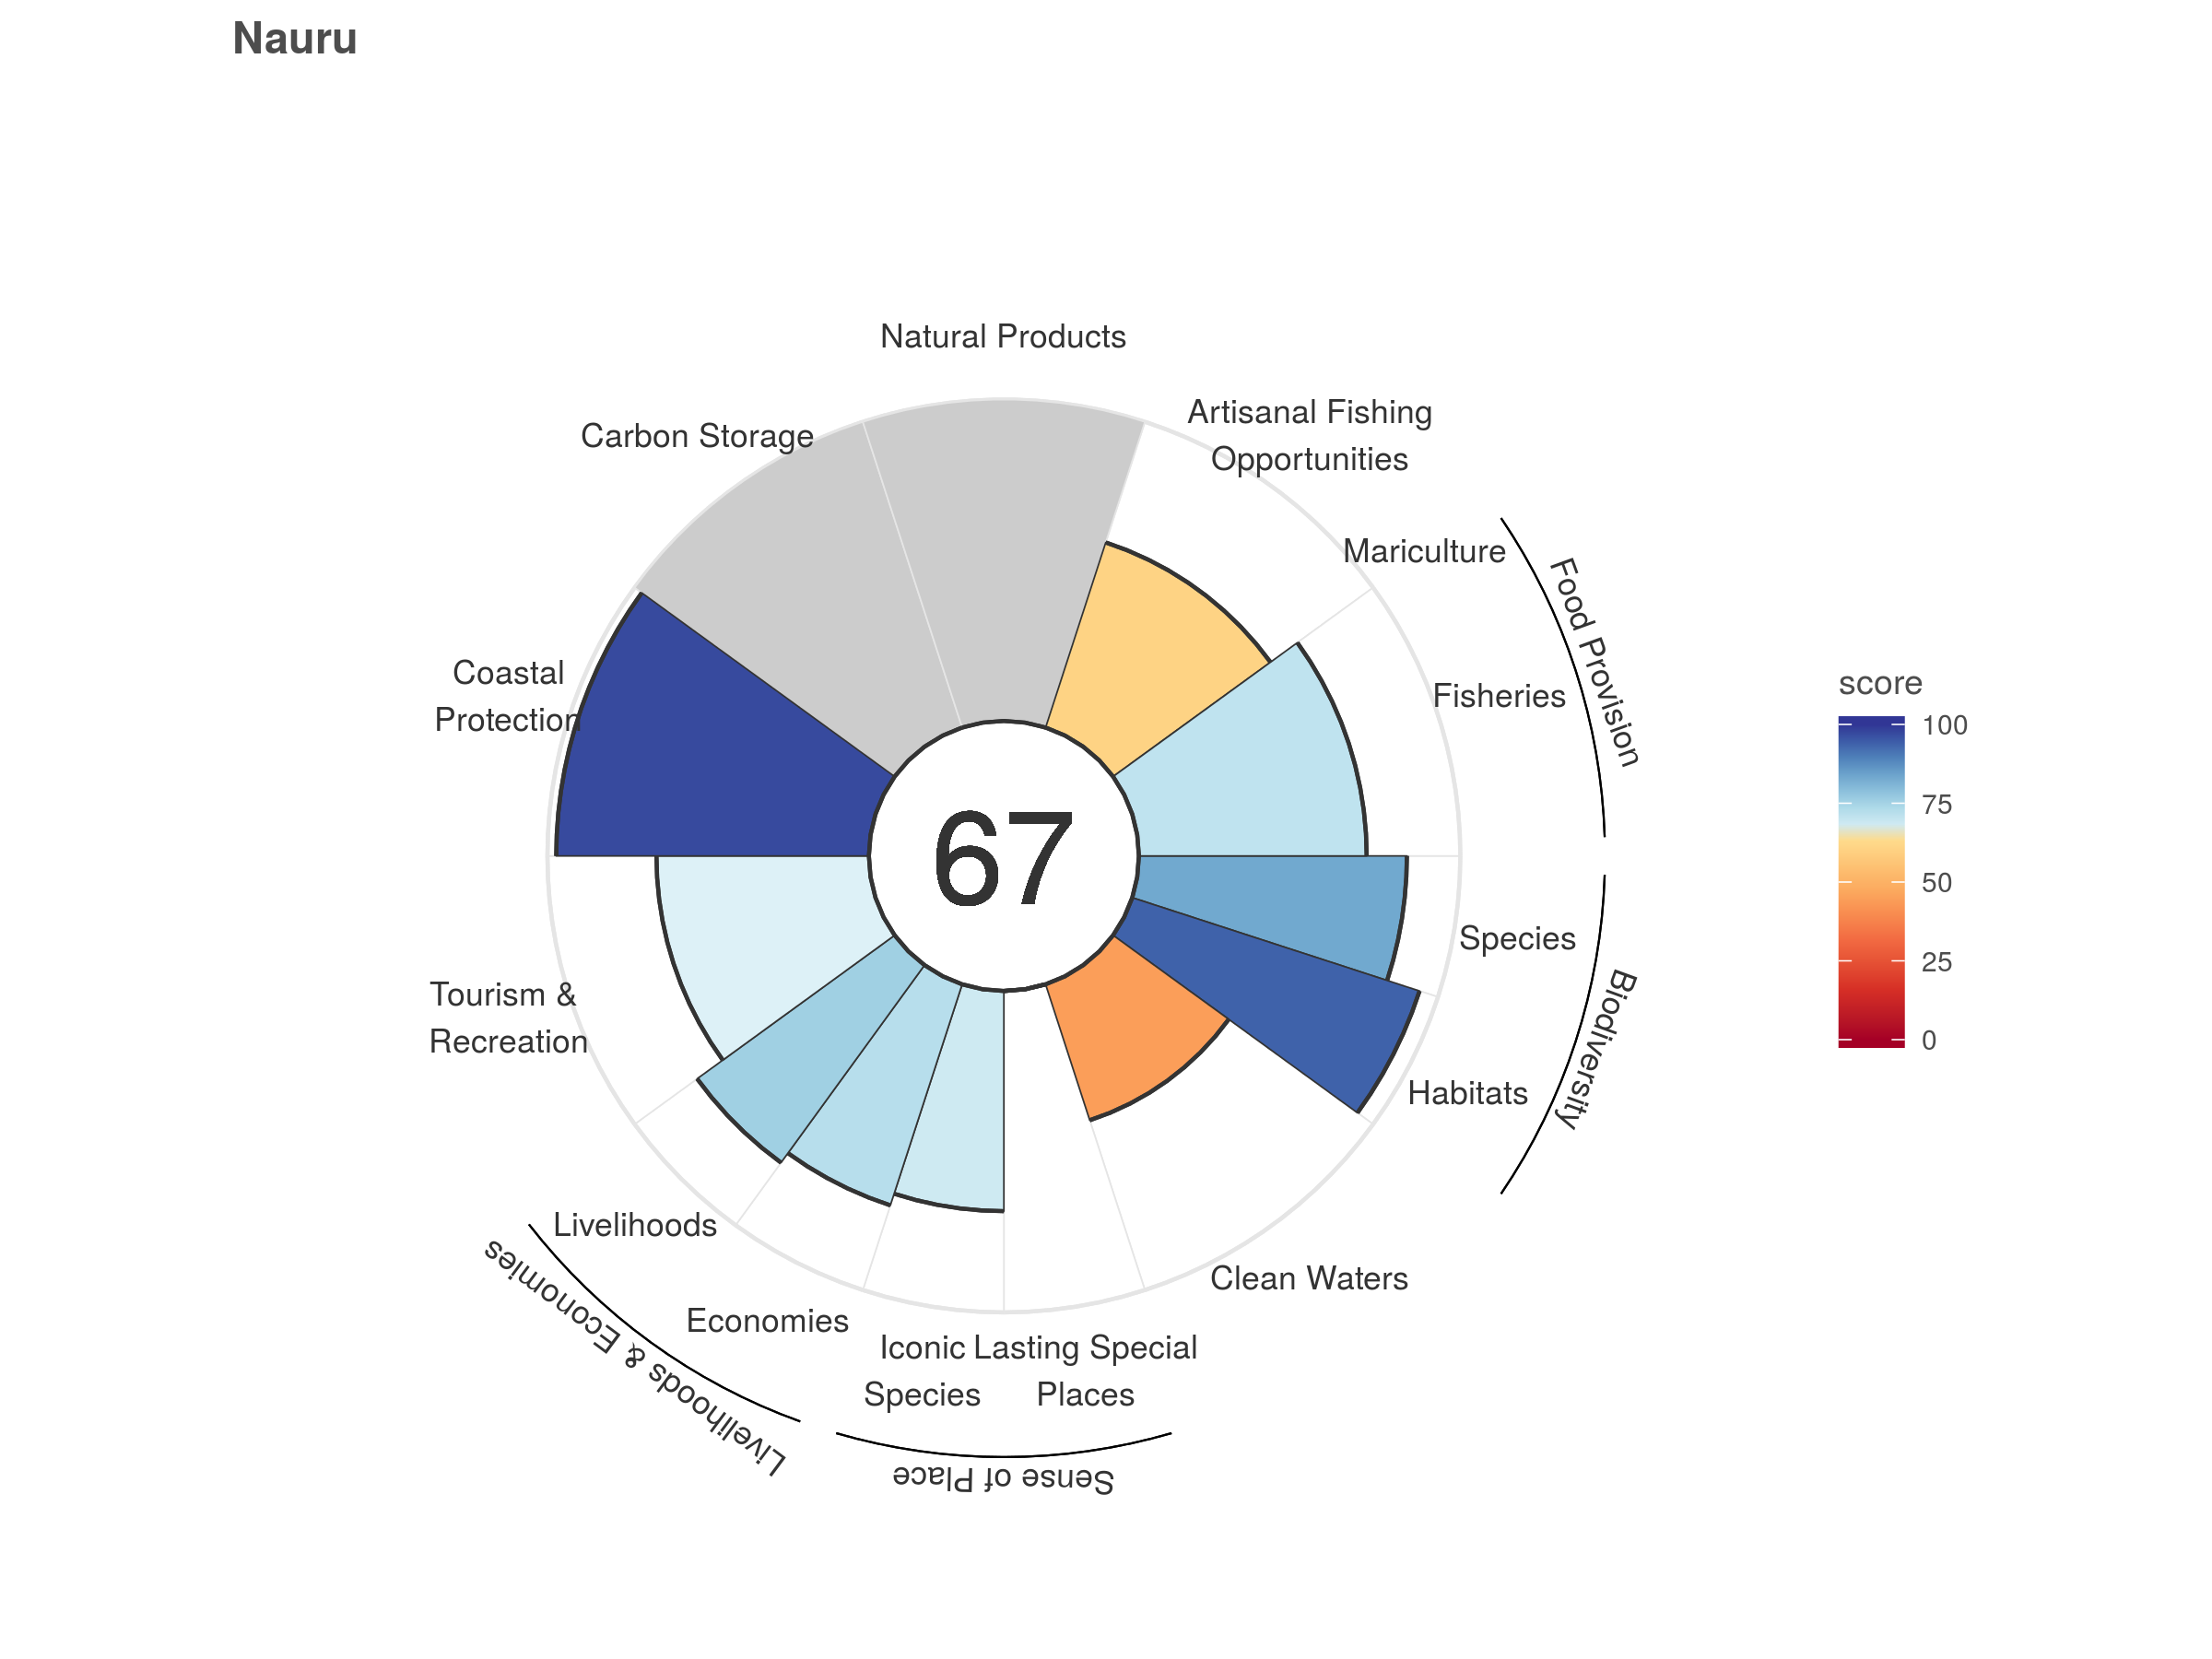 Nauru
Natural Products
Artisanal Fishing
Opportunities
Carbon Storage
Mariculture
Food Provision
Fisheries
Coastal
Protection
67
score
100
75
50
25
0
Species
Biodiversity
Habitats
Tourism &
Recreation
Livelihoods
Livelihoods & Economies
Economies
Clean Waters
Iconic
Species
Lasting Special
Places
Sense of Place